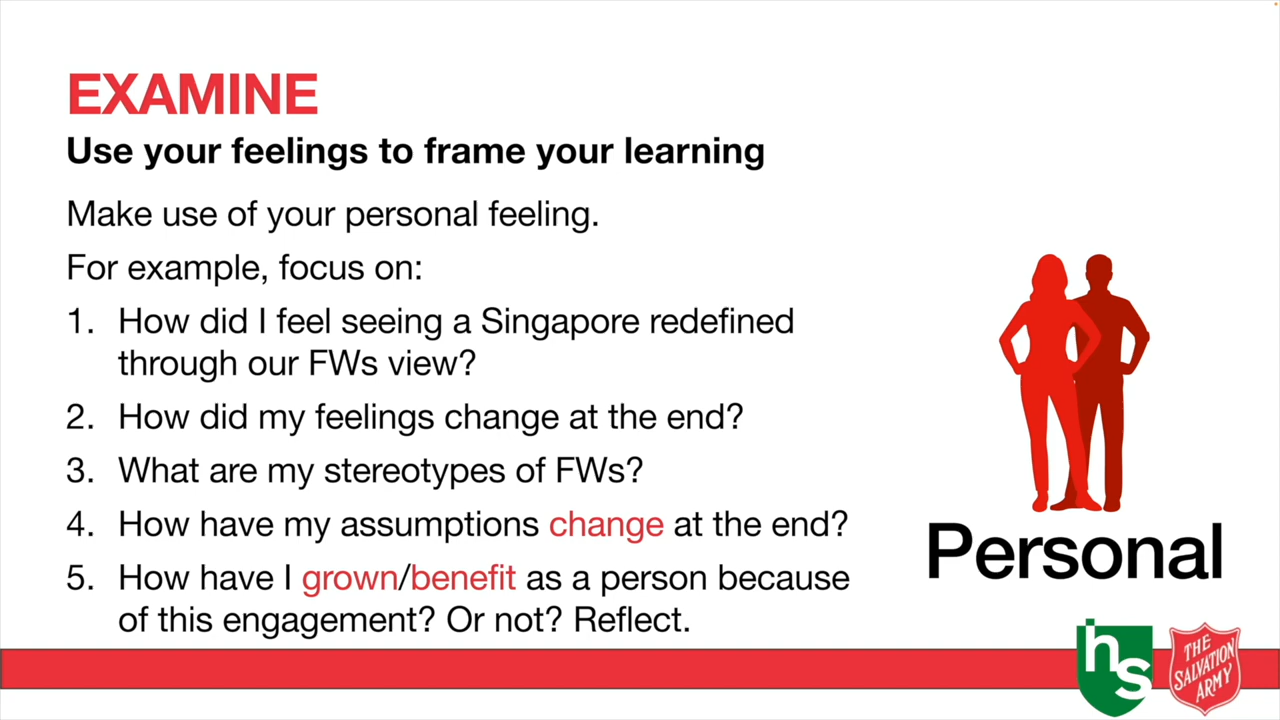 EXAMINE
Use your feelings to frame your learning
Make use of your personal feeling.
For example, focus on:
1. How did I feel seeing a Singapore redefined
through our FWs view?
2. How did my feelings change at the end?
3. What are my stereotypes of FWs?
4. How have my assumptions change at the end?
5. How have I grown/benefit as a person because
of this engagement? Or not? Reflect.
Personal
hs
THE
SALVATION
ARMY